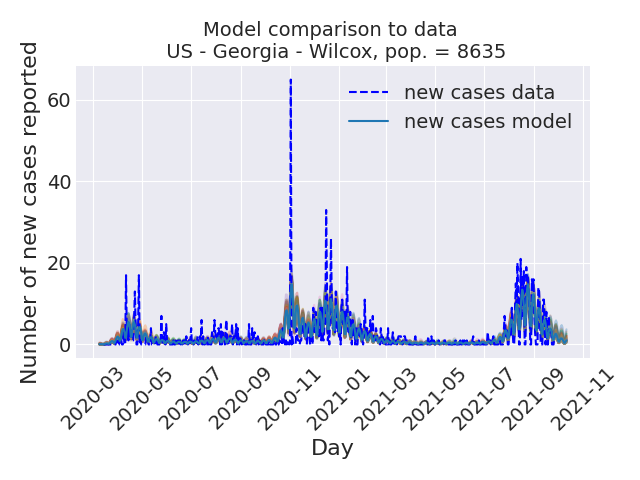 Model comparison to data
US - Georgia - Wilcox, pop. = 8635
Number of new cases reported
60
40
20
0
new cases data
new cases model
2020-03
2020-05
2020-07
2020-09
2020-11
2021-01
2021-03
2021-05
2021-07
2021-09
2021-11
Day